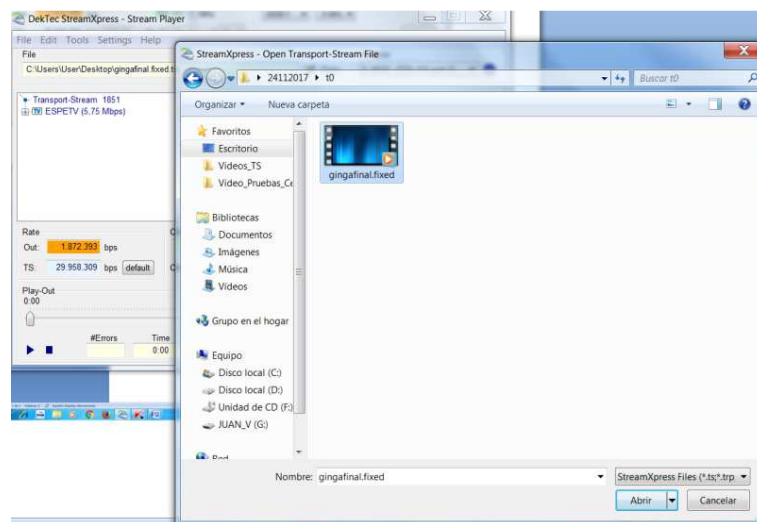 DekTec StreamXpress - Stream Player
File Edit Tools Settings Help
File
C:\Users\User\Desktop\gingafinal.fixed.t
Transport-Stream 1851
ESPETV (5.75 Mbps)
Rate
Out: 1.872.393 bps
TS: 29.958.309 bps default
Play-Out
0:00
#Errors Time
0:00
StreamXpress - Open Transport-Stream File
24112017 t0
Buscar t0
Organizar Nueva carpeta
Favoritos
Escritorio
Videos_TS
Video_Pruebas_Ce
Bibliotecas
Documentos
Imágenes
Música
Vídeos
Grupo en el hogar
Equipo
Disco local (C:)
Disco local (D:)
Unidad de CD (F:)
JUAN_V (G:)
Red
gingafinal.fixed
Nombre: gingafinal.fixed
StreamXpress Files (*.ts;*.trp
Abrir Cancelar